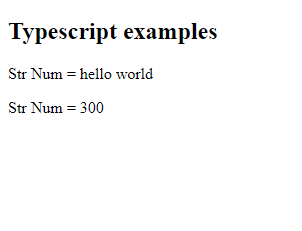 Typescript examples
Str Num = hello world
Str Num = 300